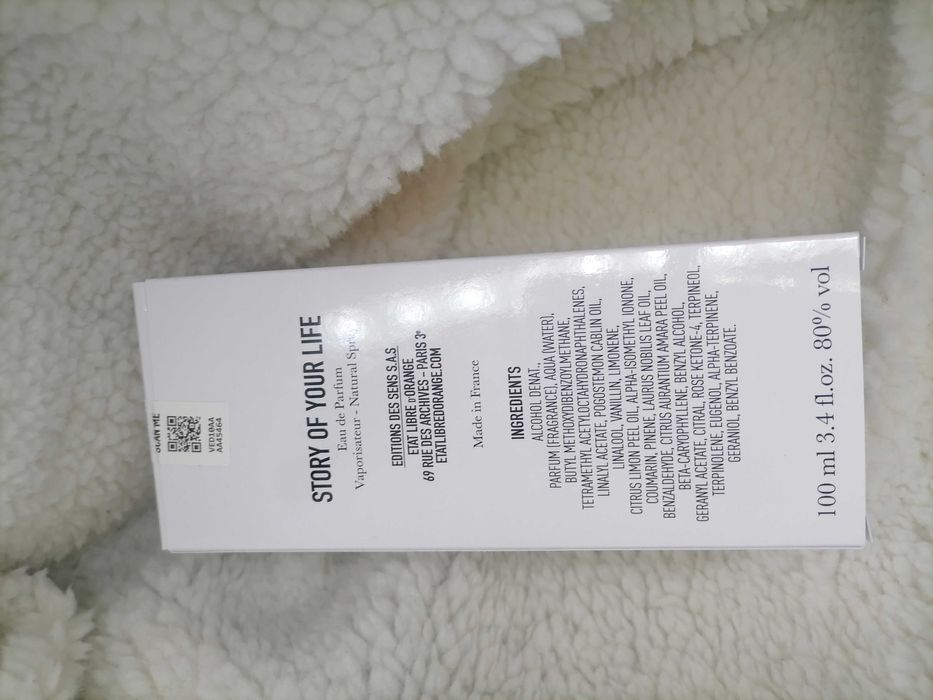 SCAN ME
STORY OF YOUR LIFE
Eau de Parfum
Vaporisateur - Natural Spray
EDITIONS DES SENS S.A.S
ETAT LIBRE D'ORANGE
69 RUE DES ARCHIVES – PARIS 3e
ETATLIBREDORANGE.COM
Made in France
INGREDIENTS
ALCOHOL DENAT.,
PARFUM (FRAGRANCE), AQUA (WATER),
BUTYL METHOXYDIBENZOYLMETHANE,
TETRAMETHYL ACETYLOCTAHYDRONAPHTHALENES,
LINALYL ACETATE, POGOSTEMON CABLIN OIL,
LINALOOL, VANILLIN, LIMONENE,
CITRUS LIMON PEEL OIL, ALPHA-ISOMETHYL IONONE,
COUMARIN, PINENE, LAURUS NOBILIS LEAF OIL,
BENZALDEHYDE, CITRUS AURANTIUM AMARA PEEL OIL,
BETA-CARYOPHYLLENE, BENZYL ALCOHOL,
GERANYL ACETATE, CITRAL, ROSE KETONE-4, TERPINEOL,
TERPINOLENE, EUGENOL, ALPHA-TERPINENE,
GERANIOL, BENZYL BENZOATE.
100 ml 3.4 fl.oz. 80% vol